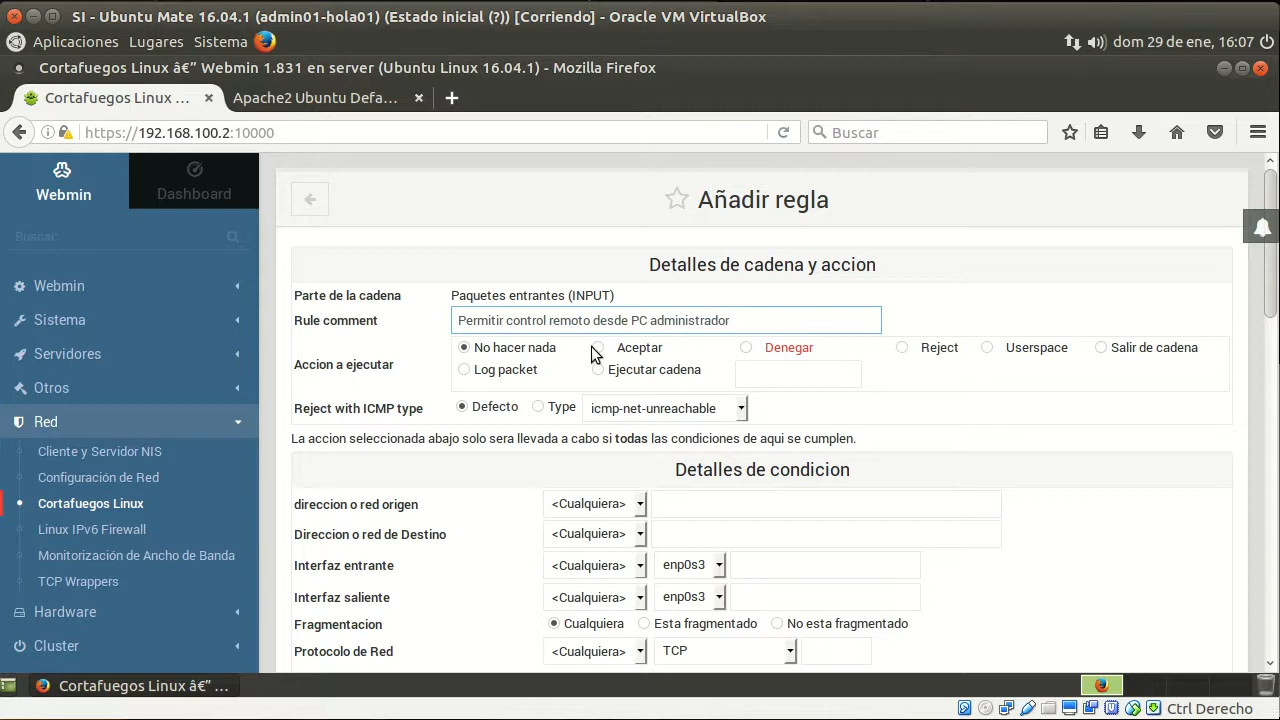 SI - Ubuntu Mate 16.04.1 (admin01-hola01) (Estado inicial (?)) [Corriendo] - Oracle VM VirtualBox
Aplicaciones Lugares Sistema dom 29 de ene, 16:07
Cortafuegos Linux â€” Webmin 1.831 en server (Ubuntu Linux 16.04.1) - Mozilla Firefox
Cortafuegos Linux ... Apache2 Ubuntu Defa...
https://192.168.100.2:10000 Buscar
Webmin Dashboard
Buscar:
Webmin
Sistema
Servidores
Otros
Red
Cliente y Servidor NIS
Configuración de Red
Cortafuegos Linux
Linux IPv6 Firewall
Monitorización de Ancho de Banda
TCP Wrappers
Hardware
Cluster
Añadir regla
Detalles de cadena y accion
Parte de la cadena Paquetes entrantes (INPUT)
Rule comment Permitir control remoto desde PC administrador
Accion a ejecutar No hacer nada Aceptar Denegar Reject Userspace Salir de cadena
Log packet Ejecutar cadena
Reject with ICMP type Defecto Type icmp-net-unreachable
La accion seleccionada abajo solo sera llevada a cabo si todas las condiciones de aqui se cumplen.
Detalles de condicion
direccion o red origen <Cualquiera>
Direccion o red de Destino <Cualquiera>
Interfaz entrante <Cualquiera> enp0s3
Interfaz saliente <Cualquiera> enp0s3
Fragmentacion Cualquiera Esta fragmentado No esta fragmentado
Protocolo de Red <Cualquiera> TCP
Cortafuegos Linux â€” ...
Ctrl Derecho